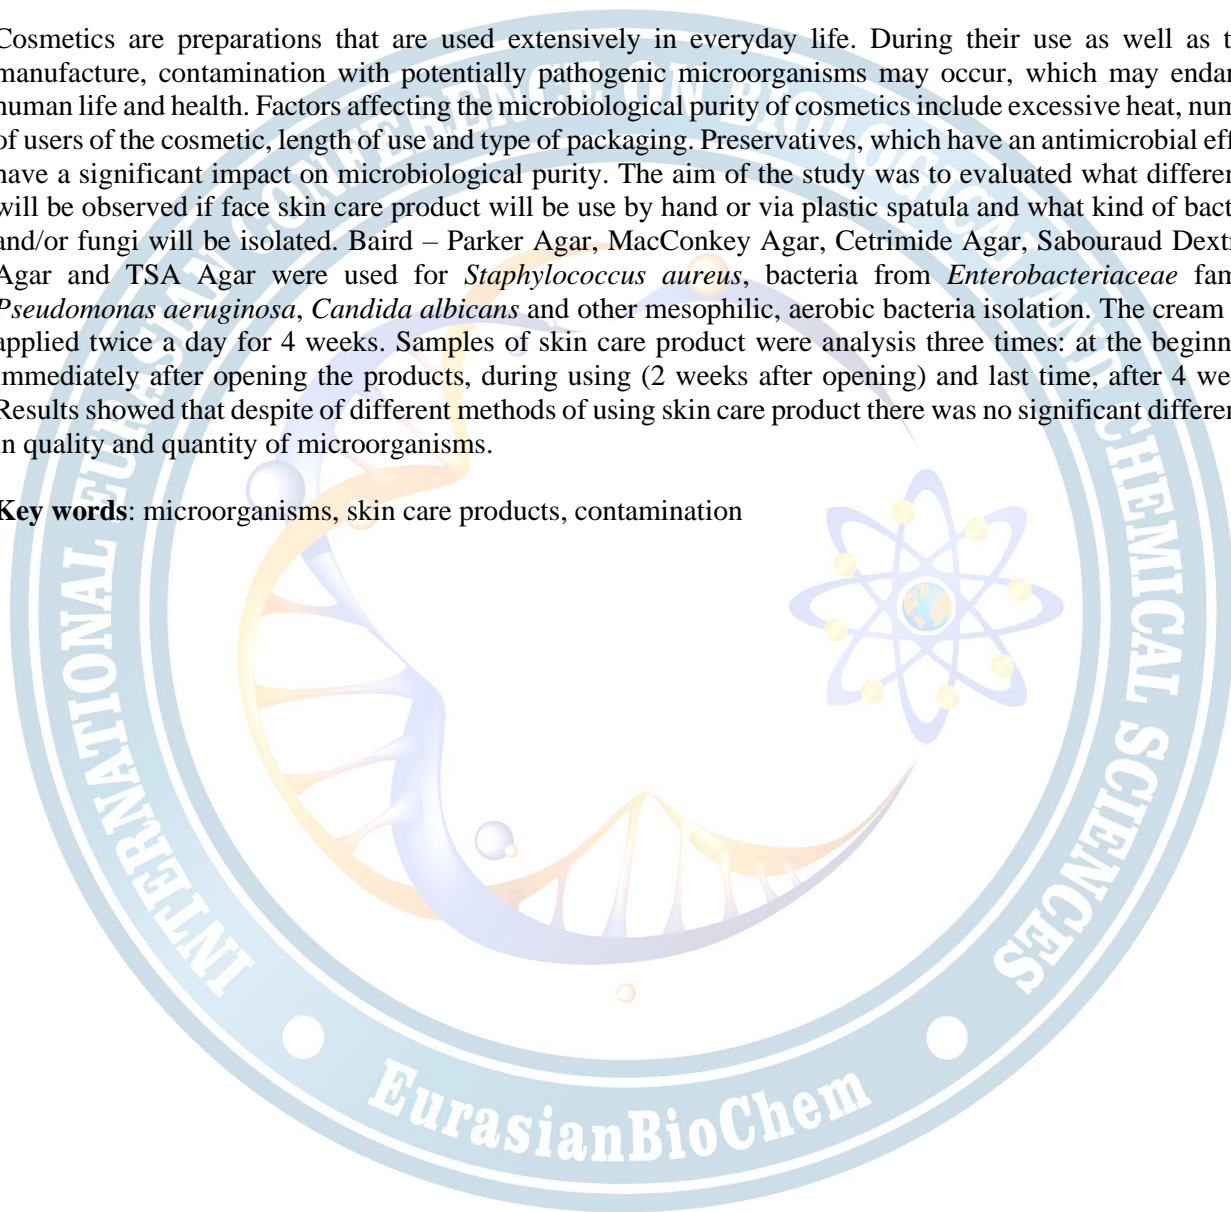 Cosmetics are preparations that are used extensively in everyday life. During their use as well as
manufacture, contamination with potentially pathogenic microorganisms may occur, which may
human life and health. Factors affecting the microbiological purity of cosmetics include excessive heat,
of users of the cosmetic, length of use and type of packaging. Preservatives, which have an antimicrobial
have a significant impact on microbiological purity. The aim of the study was to evaluated what
will be observed if face skin care product will be use by hand or via plastic spatula and what kind of
and/or fungi will be isolated. Baird – Parker Agar, MacConkey Agar, Cetrimide Agar, Sabouraud
Agar and TSA Agar were used for Staphylococcus aureus, bacteria from Enterobacteriaceae
Pseudomonas aeruginosa, Candida albicans and other mesophilic, aerobic bacteria isolation. The cream
applied twice a day for 4 weeks. Samples of skin care product were analysis three times: at the
immediately after opening the products, during using (2 weeks after opening) and last time, after 4
Results showed that despite of different methods of using skin care product there was no significant
in quality and quantity of microorganisms.
Key words: microorganisms, skin care products, contamination
INTERNATIONAL EURASIAN CONFERENCE ON BIOLOGICAL AND CHEMICAL SCIENCES
EurasianBioChem